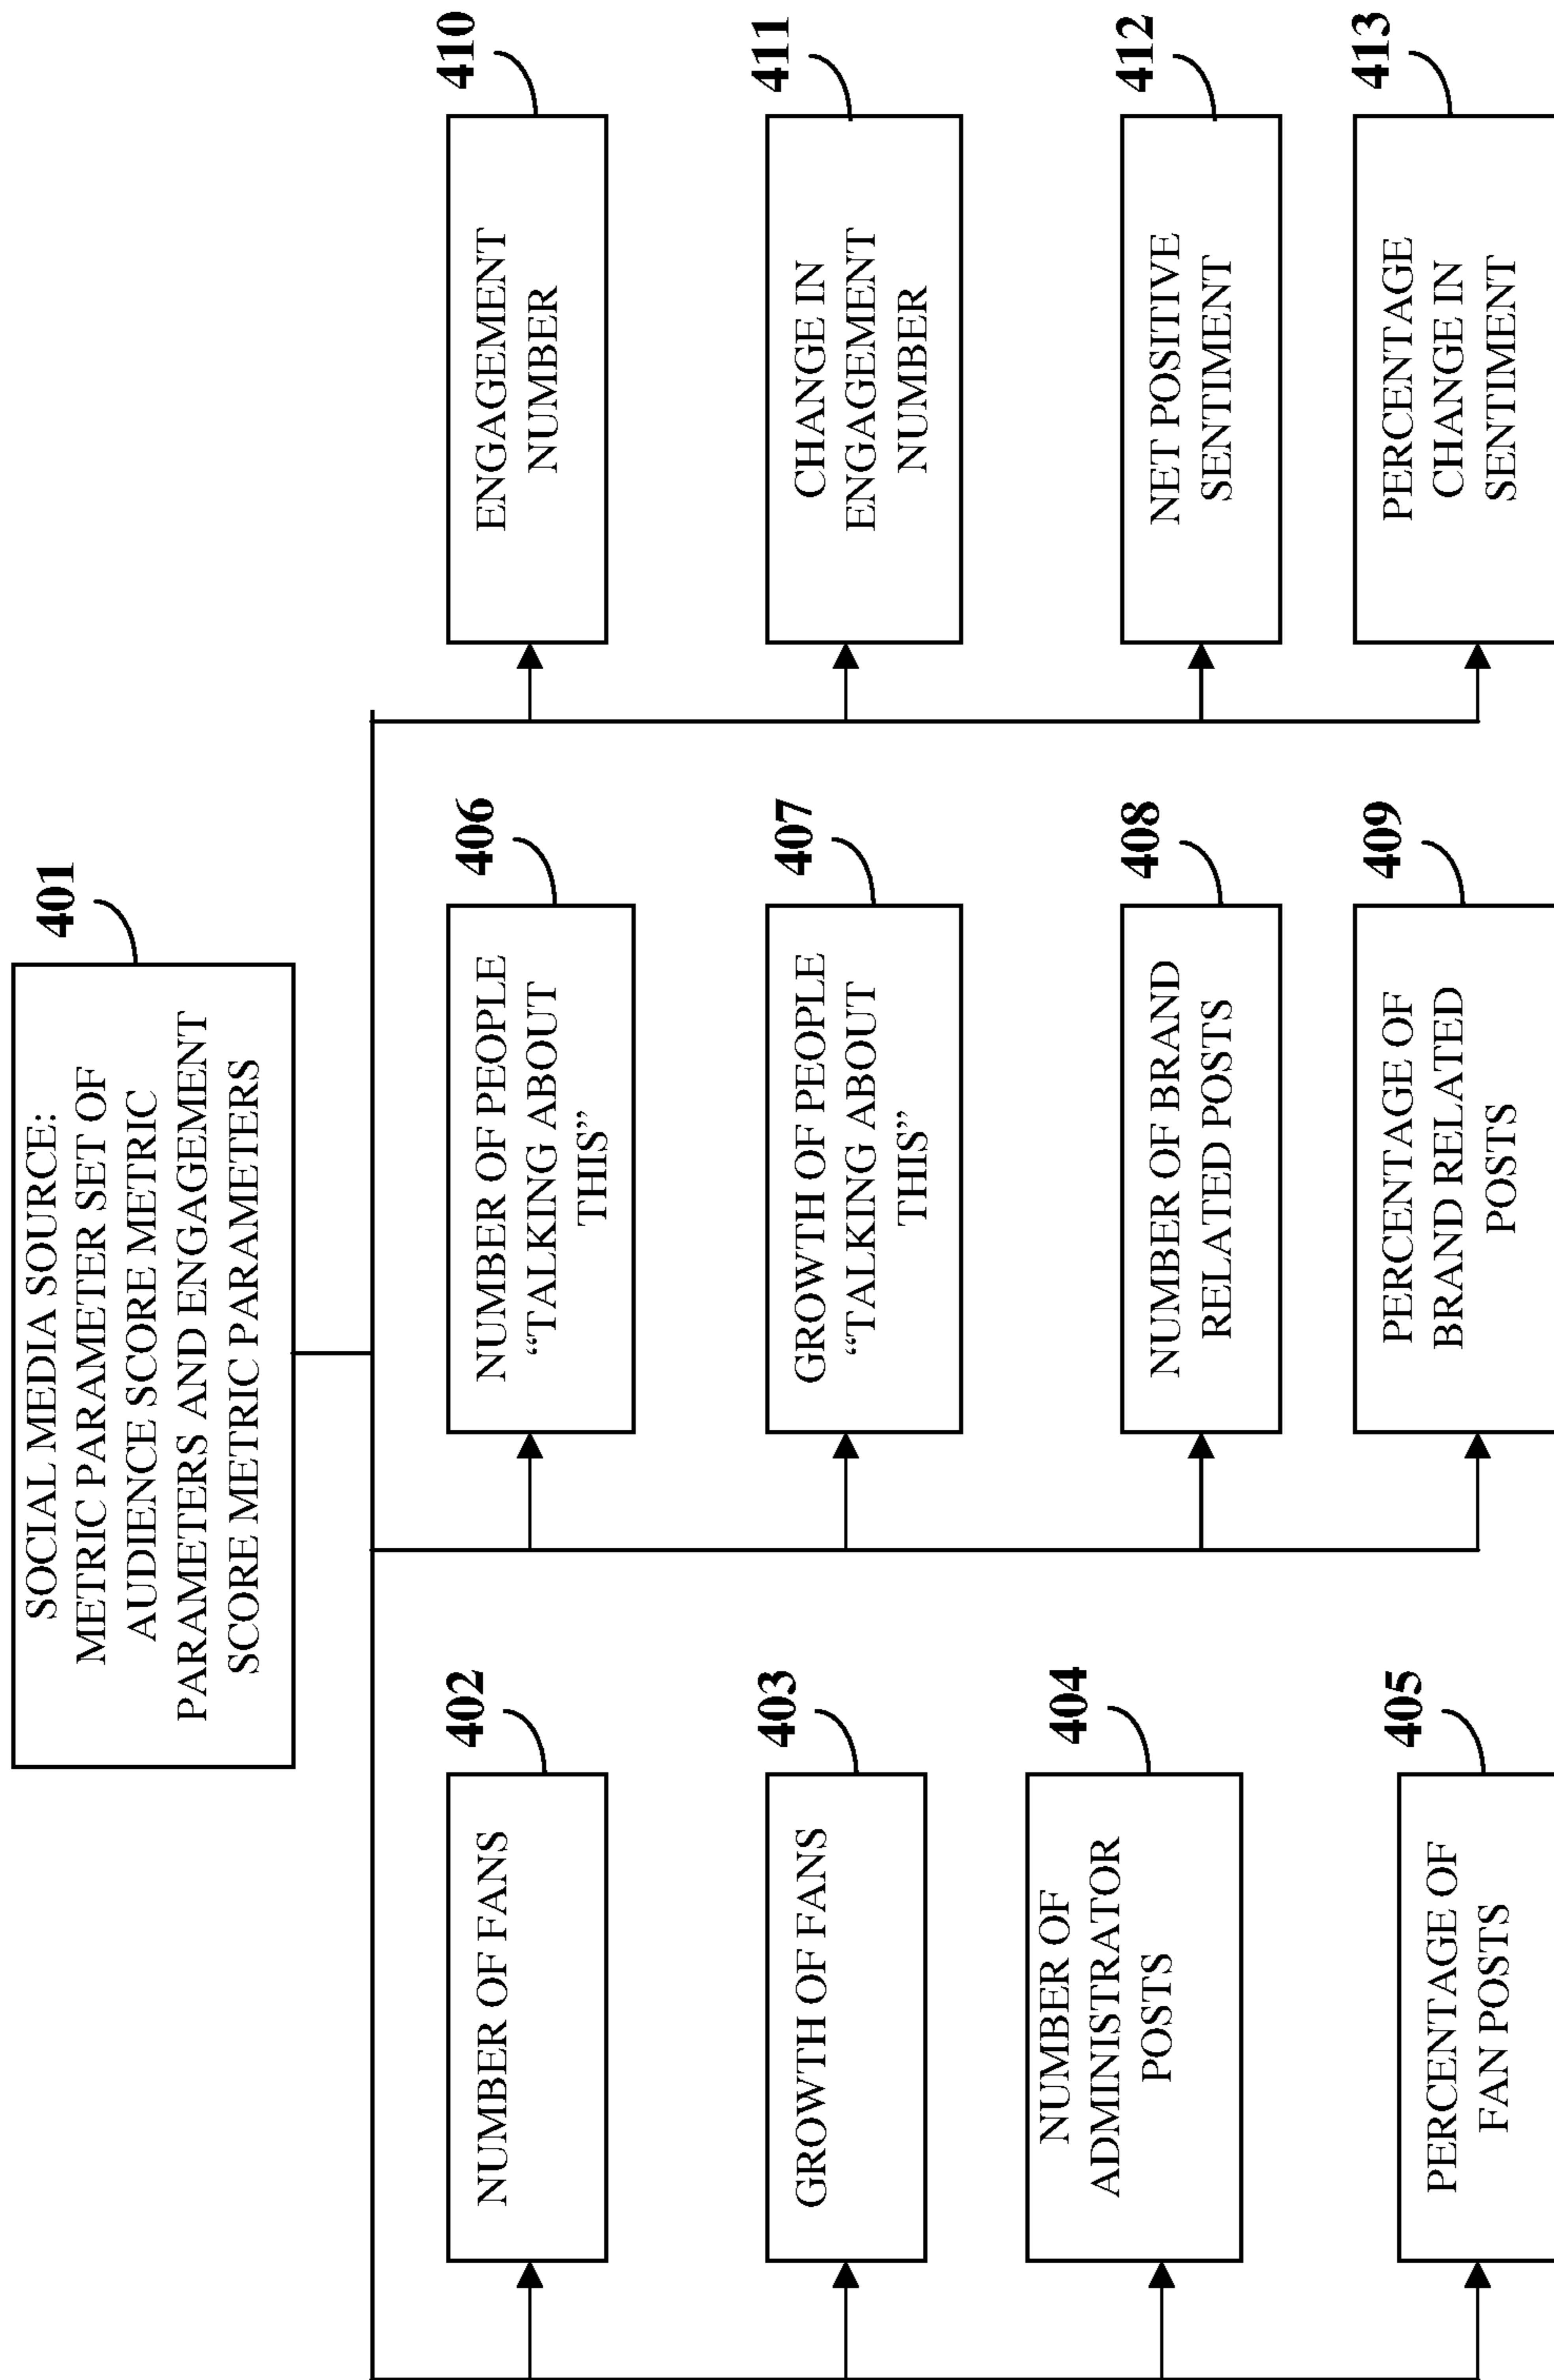 401
SOCIAL MEDIA SOURCE:
METRIC PARAMETER SET OF
AUDIENCE SCORE METRIC
PARAMETERS AND ENGAGEMENT
SCORE METRIC PARAMETERS
402
NUMBER OF FANS
403
GROWTH OF FANS
404
NUMBER OF
ADMINISTRATOR
POSTS
405
PERCENTAGE OF
FAN POSTS
406
NUMBER OF PEOPLE
“TALKING ABOUT
THIS”
407
GROWTH OF PEOPLE
“TALKING ABOUT
THIS”
408
NUMBER OF BRAND
RELATED POSTS
409
PERCENTAGE OF
BRAND RELATED
POSTS
410
ENGAGEMENT
NUMBER
411
CHANGE IN
ENGAGEMENT
NUMBER
412
NET POSITIVE
SENTIMENT
413
PERCENTAGE
CHANGE IN
SENTIMENT